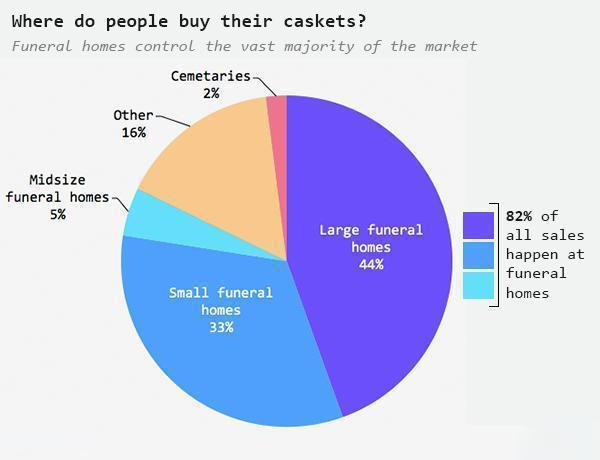 Where do people buy their caskets?
Funeral homes control the vast majority of the market
Cemetaries
2%
Other
16%
Midsize
funeral homes
5%
Large funeral
homes
44%
Small funeral
homes
33%
82% of
all sales
happen at
funeral
homes